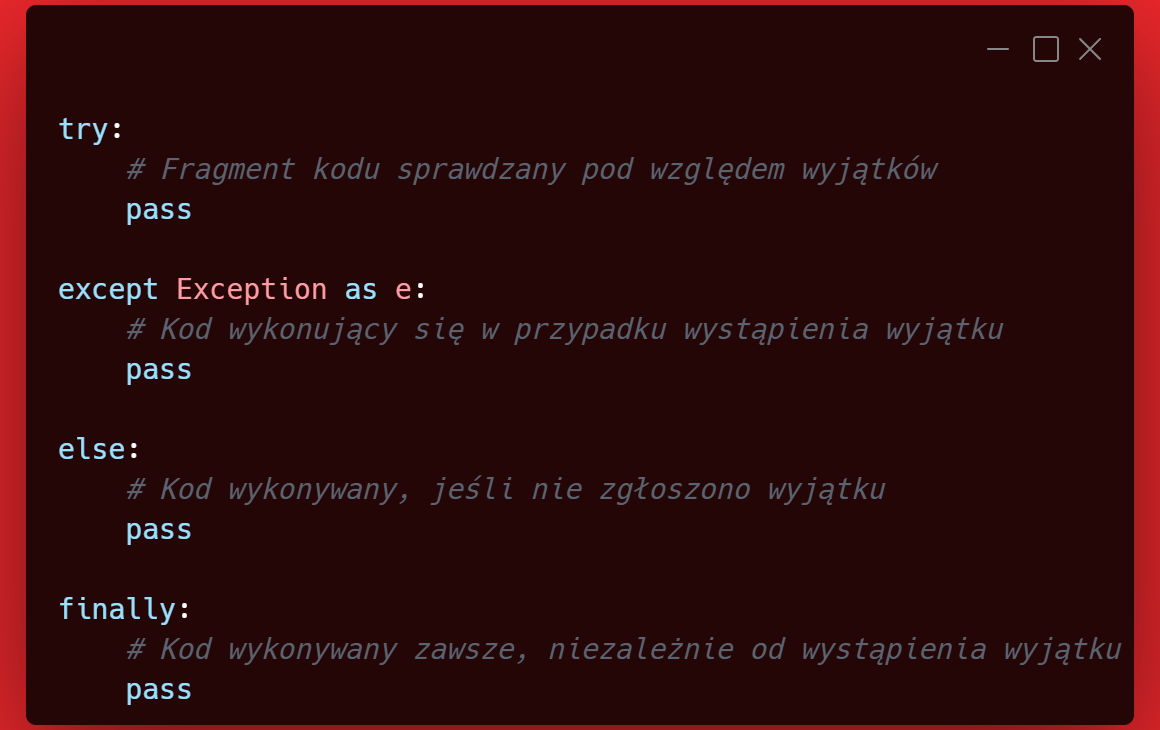 try:
    # Fragment kodu sprawdzany pod względem wyjątków
    pass

except Exception as e:
    # Kod wykonujący się w przypadku wystąpienia wyjątku
    pass

else:
    # Kod wykonywany, jeśli nie zgłoszono wyjątku
    pass

finally:
    # Kod wykonywany zawsze, niezależnie od wystąpienia wyjątku
    pass